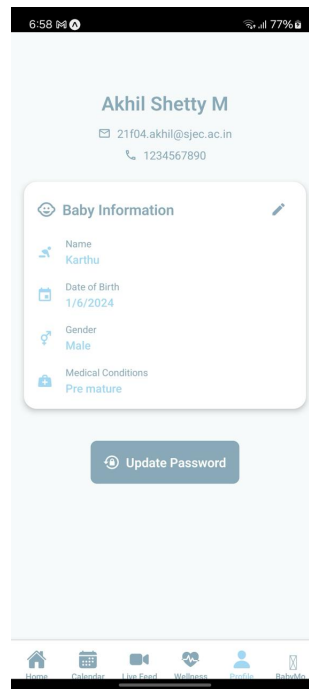 6:58
77%
Akhil Shetty M
21f04.akhil@sjec.ac.in
1234567890
Baby Information
Name
Karthu
Date of Birth
1/6/2024
Gender
Male
Medical Conditions
Pre mature
Update Password
Home Calendar Live Feed Wellness Profile BabyMo